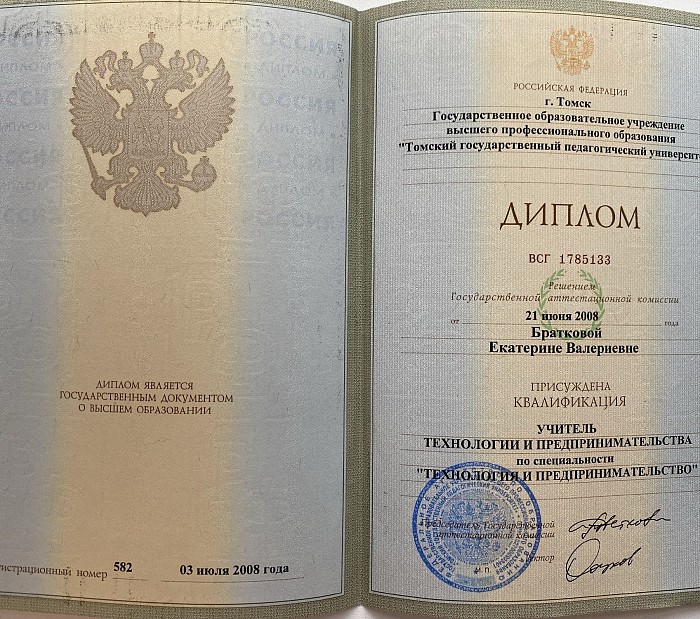 ДИПЛОМ ЯВЛЯЕТСЯ
ГОСУДАРСТВЕННЫМ ДОКУМЕНТОМ
О ВЫСШЕМ ОБРАЗОВАНИИ
номер 582 03 июля 2008 года
РОССИЙСКАЯ ФЕДЕРАЦИЯ
г. Томск
Государственное образовательное учреждение
высшего профессионального образования
"Томский государственный педагогический
ДИПЛОМ
ВСГ 1785133
Решением
Государственной аттестационной комиссии
от 21 июня 2008 года
Братковой
Екатерине Валериевне
ПРИСУЖДЕНА
КВАЛИФИКАЦИЯ
УЧИТЕЛЬ
ТЕХНОЛОГИИ И ПРЕДПРИНИМАТЕЛЬСТВА
по специальности
"ТЕХНОЛОГИЯ И ПРЕДПРИНИМАТЕЛЬСТВО"
Председатель Государственной
аттестационной комиссии